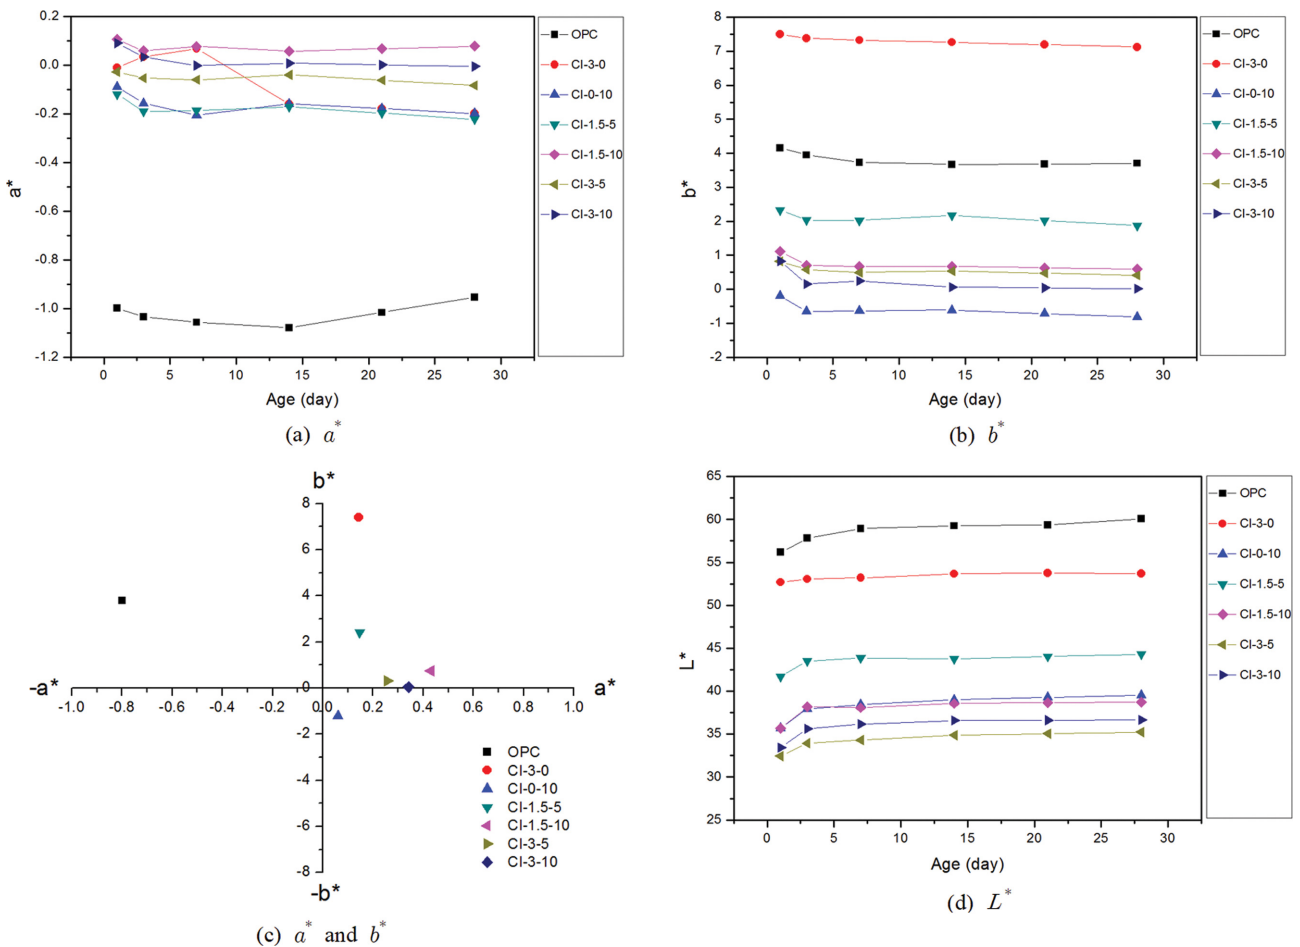 0.2
0.0
-0.2
-0.4
-0.6
-0.8
-1.0
-1.2
a*
0 5 10 15 20 25 30
Age (day)
OPC
CI-3-0
CI-0-10
CI-1.5-5
CI-1.5-10
CI-3-5
CI-3-10
(a) a*
8
7
6
5
4
3
2
1
0
-1
-2
b*
0 5 10 15 20 25 30
Age (day)
OPC
CI-3-0
CI-0-10
CI-1.5-5
CI-1.5-10
CI-3-5
CI-3-10
(b) b*
b*
8
6
4
2
0
-2
-4
-6
-8
-b*
-a*
a*
-1.0 -0.8 -0.6 -0.4 -0.2 0.0 0.2 0.4 0.6 0.8 1.0
OPC
CI-3-0
CI-0-10
CI-1.5-5
CI-1.5-10
CI-3-5
CI-3-10
(c) a* and b*
65
60
55
50
45
40
35
30
25
L*
0 5 10 15 20 25 30
Age (day)
OPC
CI-3-0
CI-0-10
CI-1.5-5
CI-1.5-10
CI-3-5
CI-3-10
(d) L*